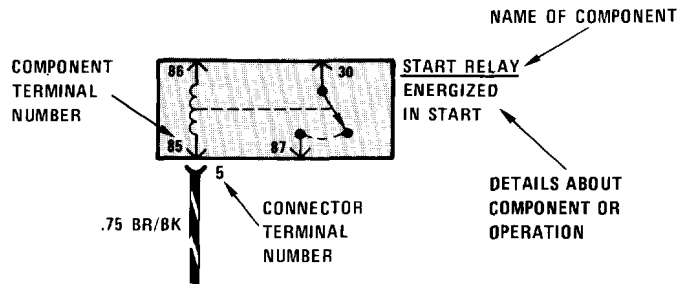 NAME OF COMPONENT
COMPONENT
TERMINAL
NUMBER
86
30
START RELAY
ENERGIZED
IN START
85
87
5
DETAILS ABOUT
COMPONENT OR
OPERATION
.75 BR/BK
CONNECTOR
TERMINAL
NUMBER